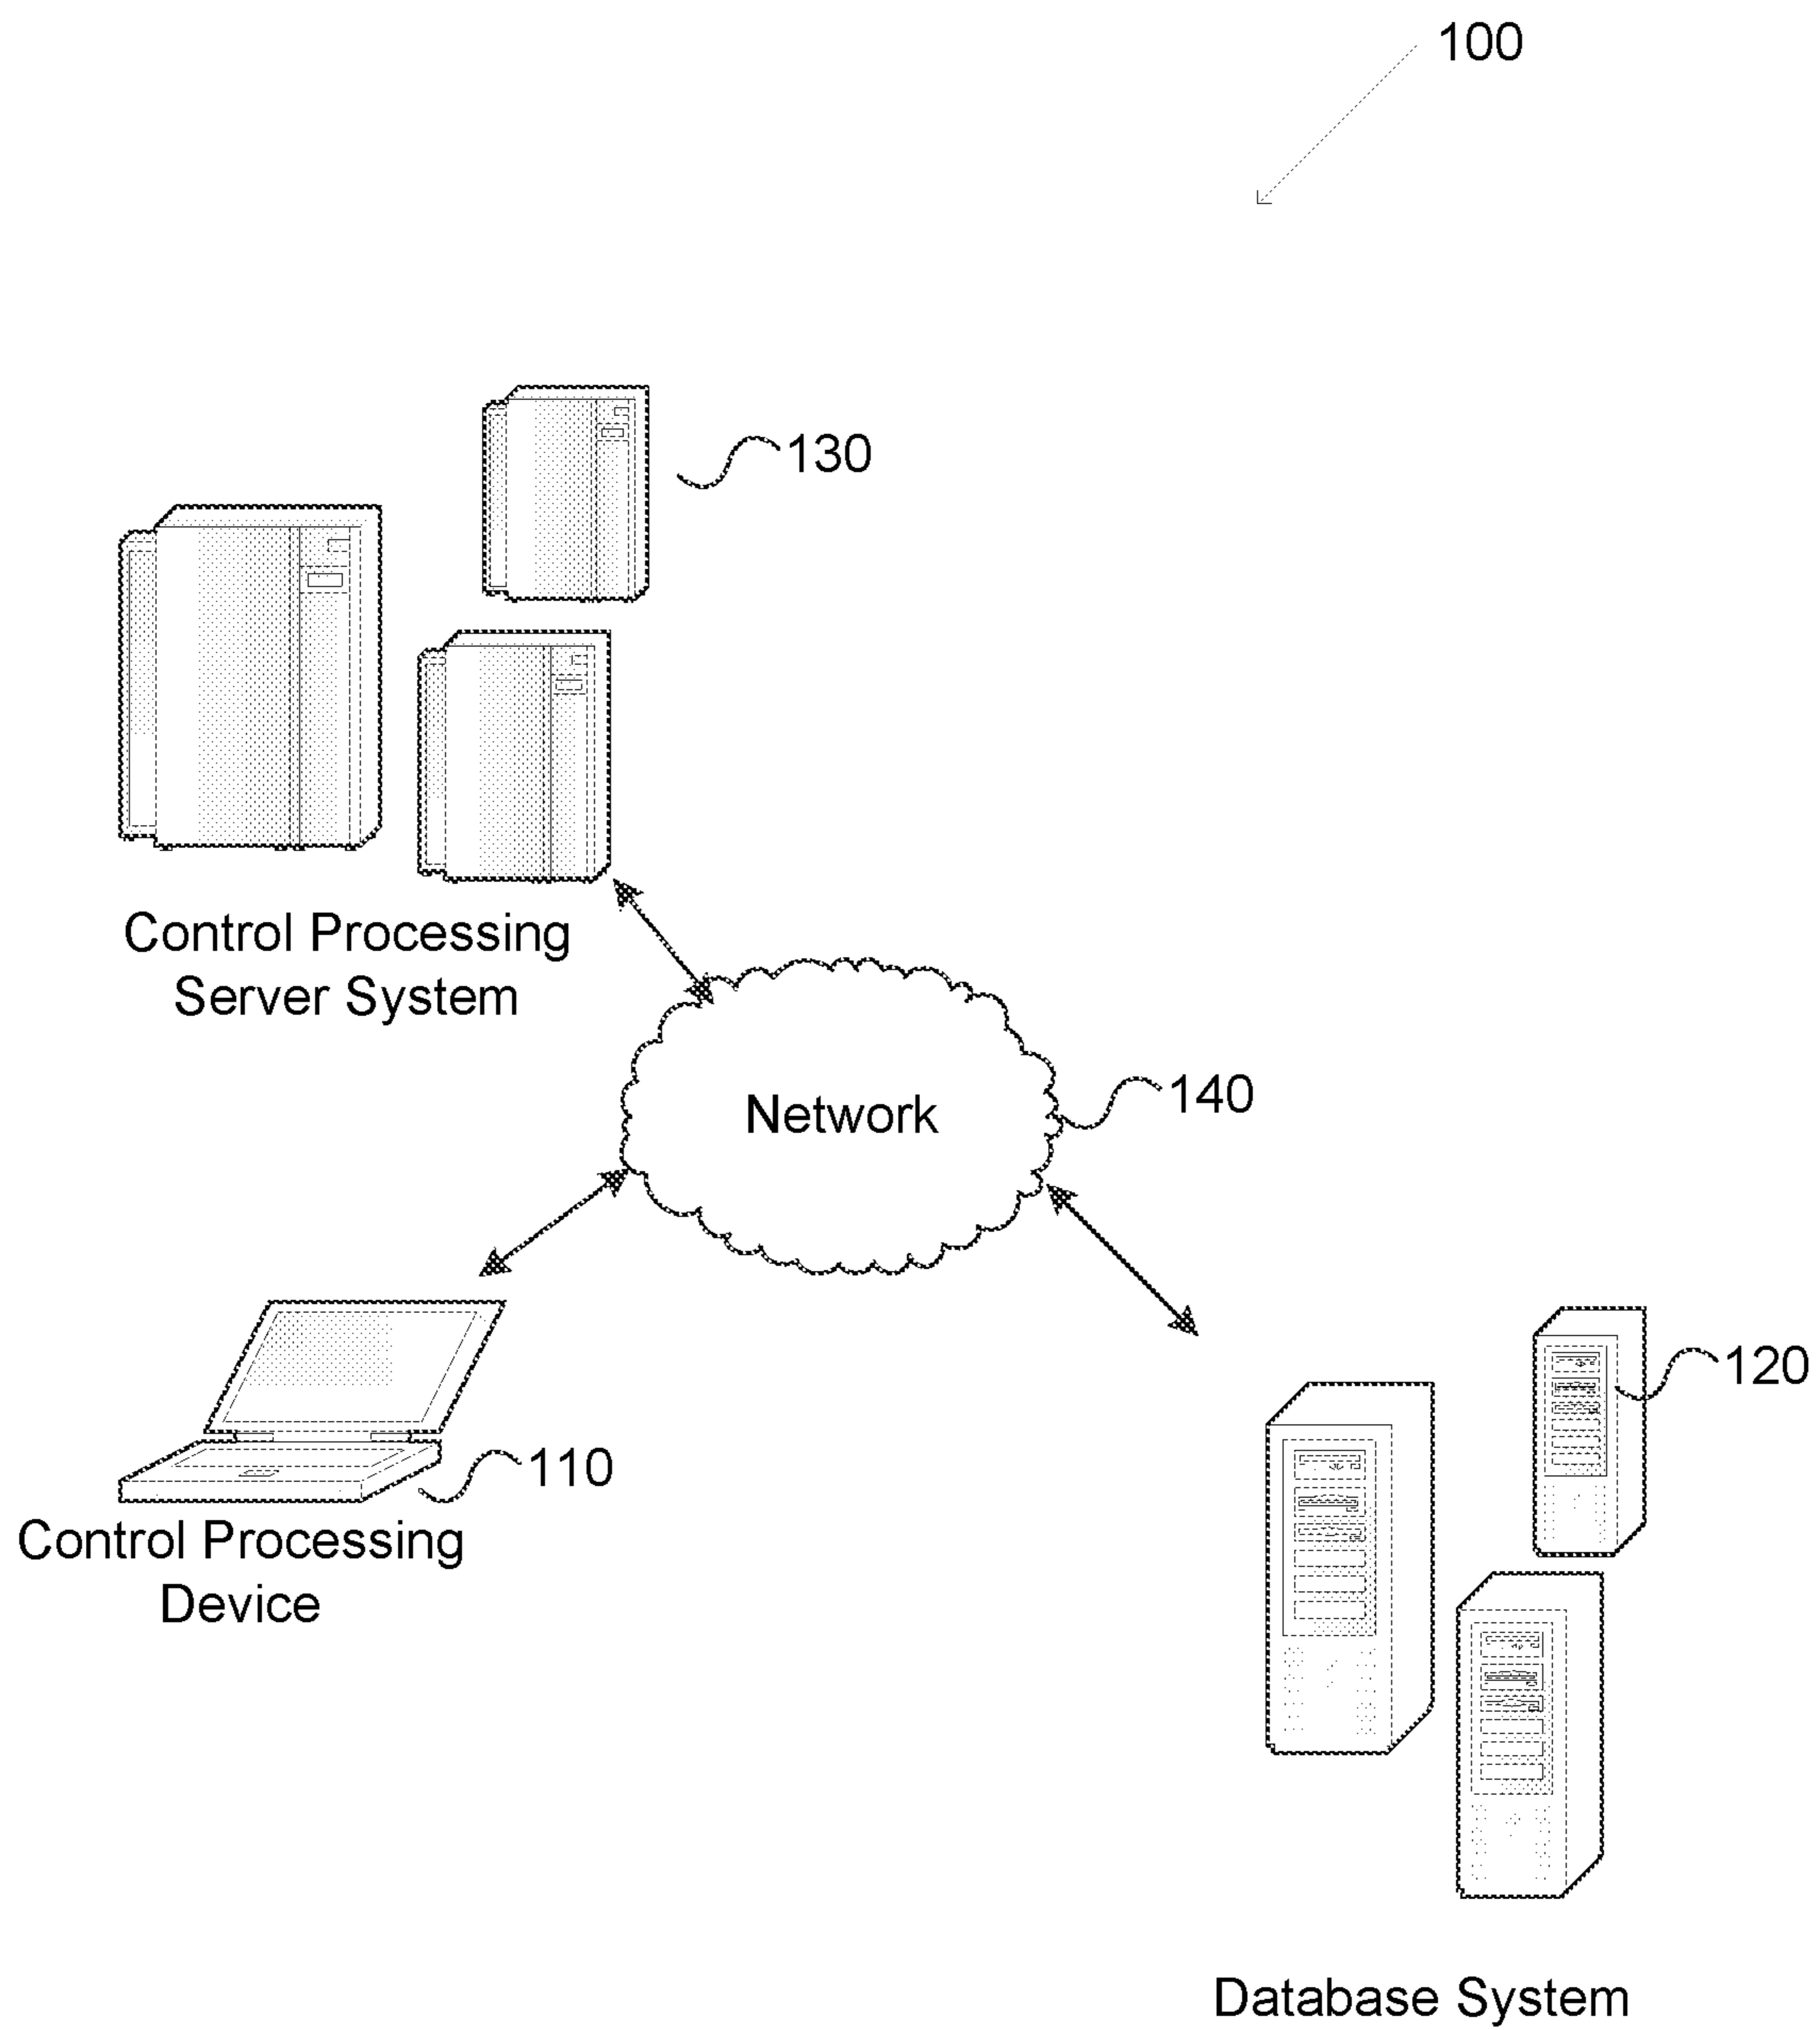 100
130
Control Processing
Server System
Network
140
120
110
Control Processing
Device
Database System